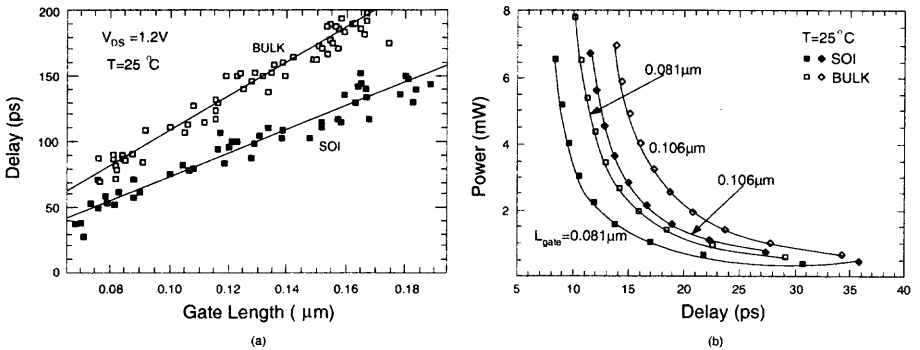 V_DS =1.2V
T=25 °C
BULK
SOI
200
150
100
50
0
0.08 0.10 0.12 0.14 0.16 0.18
Delay (ps)
Gate Length ( μm)
(a)
T=25°C
■ ◆ SOI
□ ◇ BULK
0.081μm
0.106μm
0.106μm
L_gate=0.081μm
8
6
4
2
5 10 15 20 25 30 35 40
Power (mW)
Delay (ps)
(b)